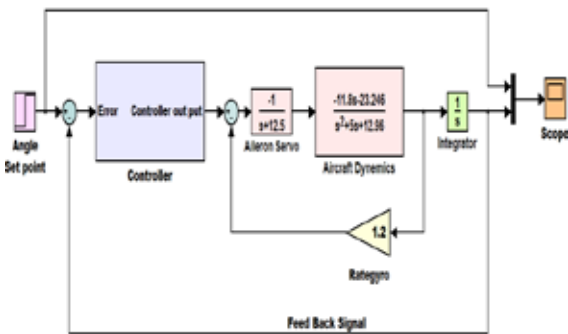 Angle
Set point
Error
Controller out put
Controller
-1
s+12.5
Aileron Servo
-11.8s-23.246
s²+5s+12.96
Aircraft Dynemics
1
s
Integrator
Scope
1.2
Rategyro
Feed Back Signal